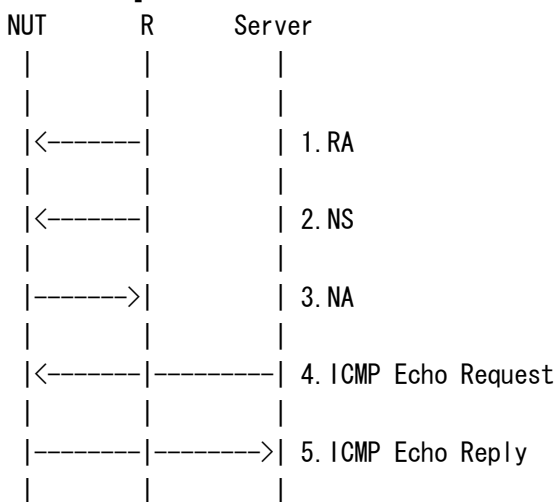 NUT R Server
1.RA
2.NS
3.NA
4.ICMP Echo Request
5.ICMP Echo Reply